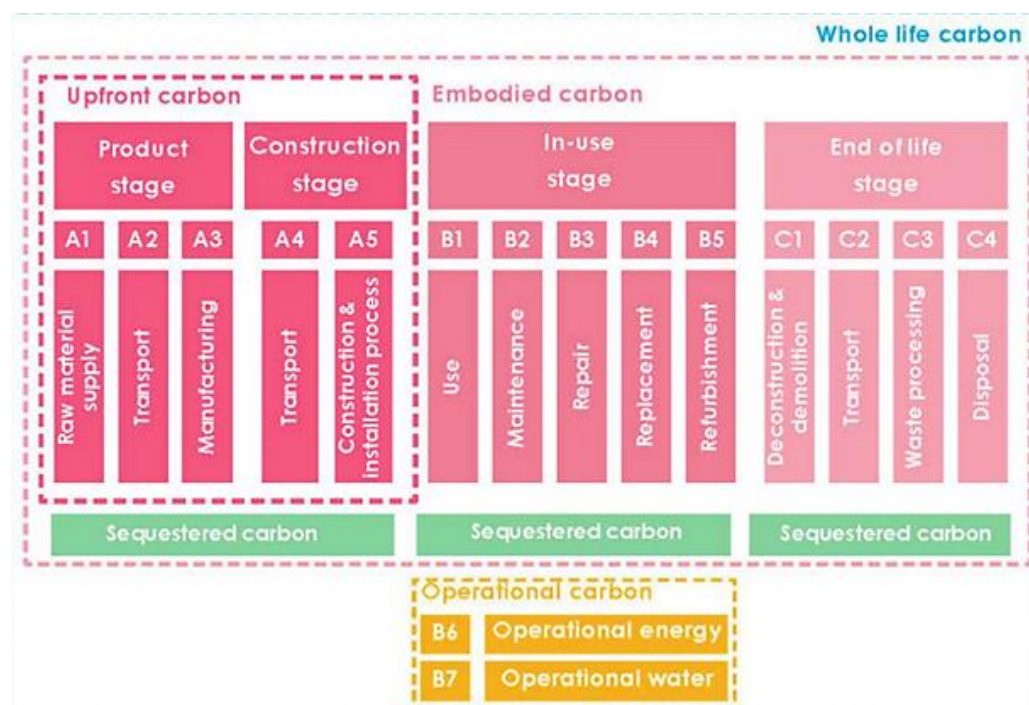 Whole life carbon
Upfront carbon
Embodied carbon
Product
stage
Construction
stage
In-use
stage
End of life
stage
A1
A2
A3
A4
A5
B1
B2
B3
B4
B5
C1
C2
C3
C4
Raw material
supply
Transport
Manufacturing
Transport
Construction &
installation process
Use
Maintenance
Repair
Replacement
Refurbishment
Deconstruction &
demolition
Transport
Waste processing
Disposal
Sequestered carbon
Sequestered carbon
Sequestered carbon
Operational carbon
B6
Operational energy
B7
Operational water